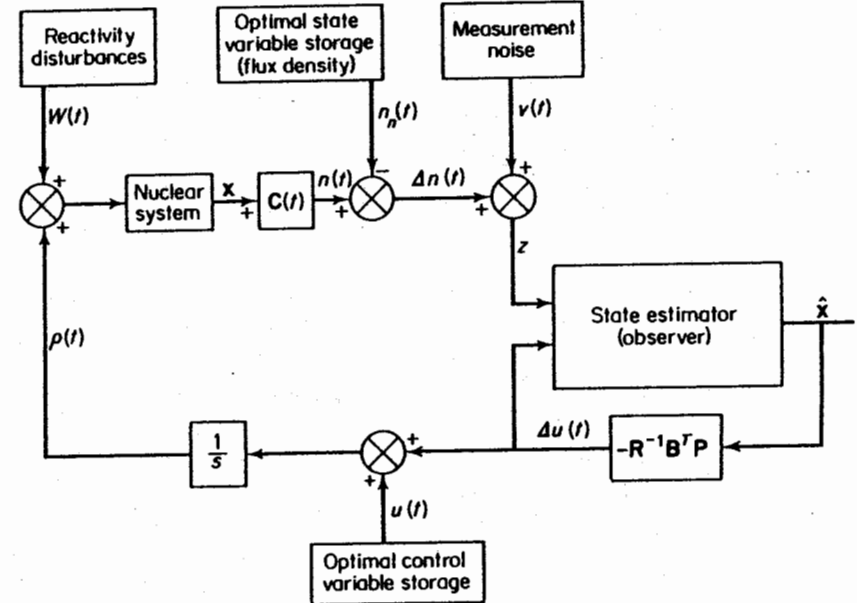 Reactivity
disturbances
Optimal state
variable storage
(flux density)
Measurement
noise
W(t)
nₙ(t)
v(t)
+
−
+
Nuclear
system
x
+
C(t)
n(t)
+
Δn(t)
+
+
z
State estimator
(observer)
x̂
ρ(t)
1
s
+
Δu(t)
-R⁻¹BᵀP
+
u(t)
Optimal control
variable storage